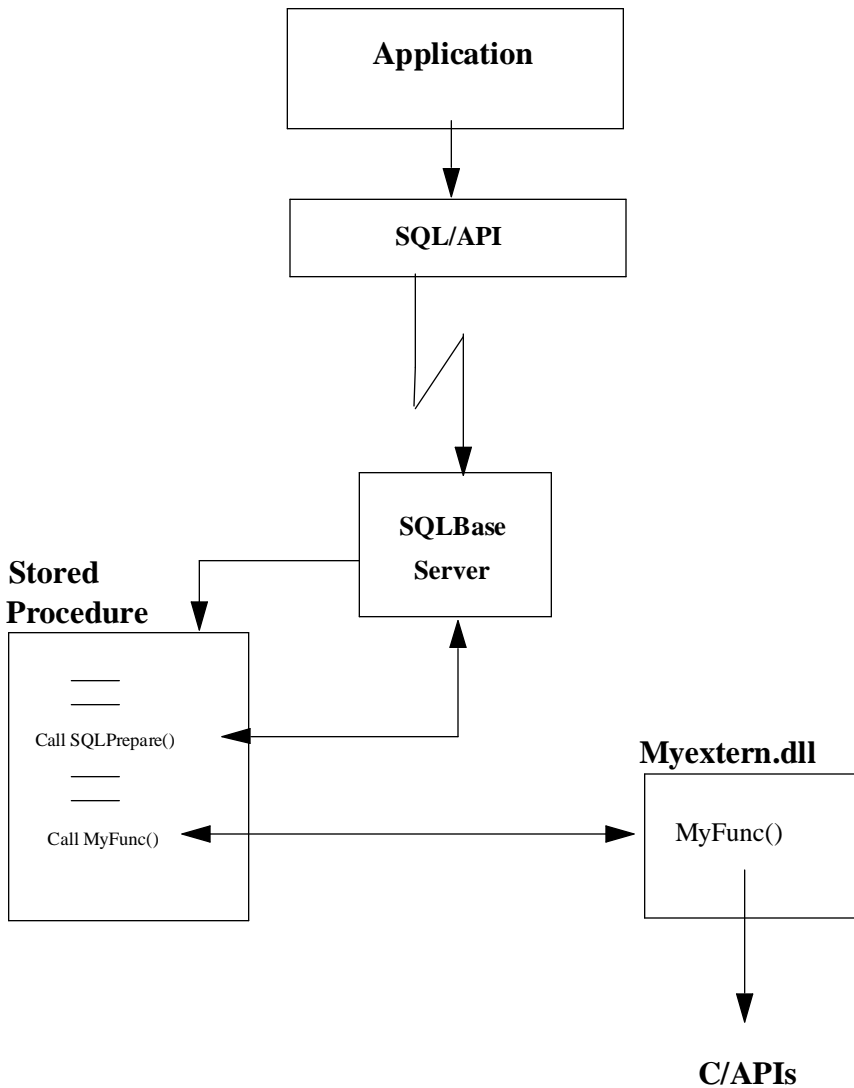 Application
SQL/API
SQLBase
Server
Stored
Procedure
Call SQLPrepare()
Call MyFunc()
Myextern.dll
MyFunc()
C/APIs